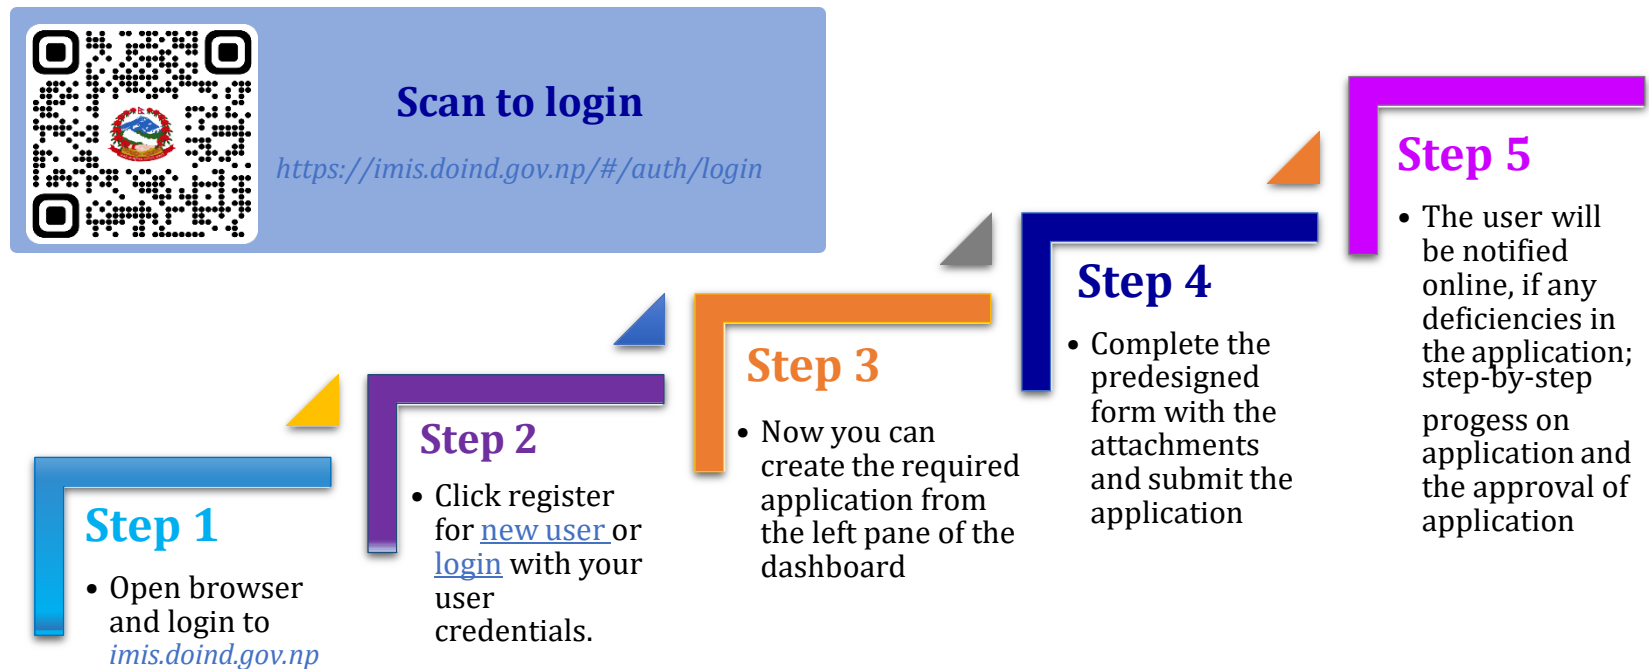 Scan to login
https://imis.doind.gov.np/#/auth/login
Step 1
• Open browser
and login to
imis.doind.gov.np
Step 2
• Click register
for new user or
login with your
user
credentials.
Step 3
• Now you can
create the required
application from
the left pane of the
dashboard
Step 4
• Complete the
predesigned
form with the
attachments
and submit the
application
Step 5
• The user will
be notified
online, if any
deficiencies in
the application;
step-by-step
progess on
application and
the approval of
application